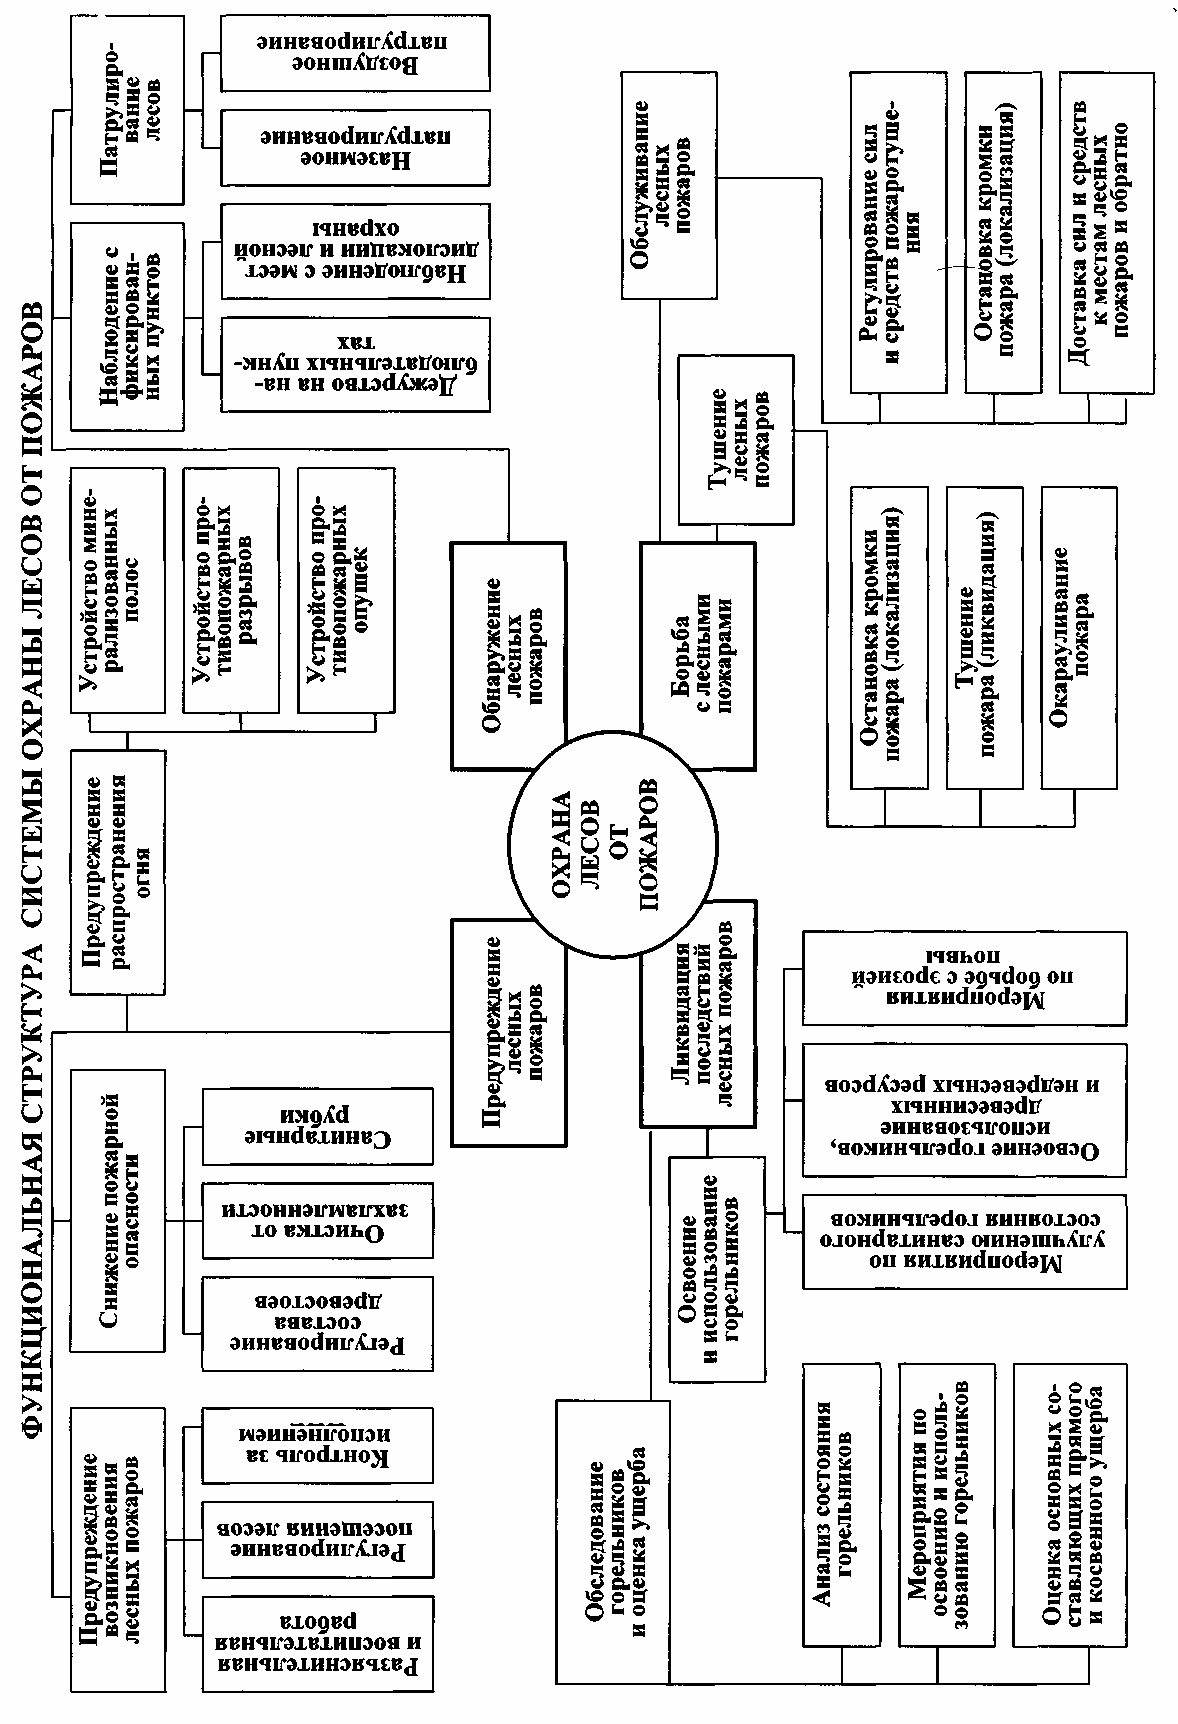 ФУНКЦИОНАЛЬНАЯ СТРУКТУРА СИСТЕМЫ ОХРАНЫ ЛЕСОВ ОТ ПОЖАРОВ
Предупреждение
возникновения
лесных пожаров
Снижение пожарной
опасности
Предупреждение
распространения
огня
Устройство мине-
рализованных
полос
Устройство про-
тивопожарных
разрывов
Устройство про-
тивопожарных
опушек
Наблюдение с
фиксирован-
ных пунктов
Патрулиро-
вание
лесов
Разъяснительная
и воспитательная
работа
Регулирование
посещения лесов
Контроль за
исполнением
Регулирование
состава
древостоев
Очистка от
захламленности
Санитарные
рубки
Дежурство на на-
блюдательных пунк-
тах
Наблюдение с мест
дислокации и лесной
охраны
Наземное
патрулирование
Воздушное
патрулирование
Предупреждение
лесных
пожаров
Обнаружение
лесных
пожаров
ОХРАНА
ЛЕСОВ
ОТ
ПОЖАРОВ
Ликвидация
последствий
лесных пожаров
Борьба
с лесными
пожарами
Обследование
горельников
и оценка ущерба
Освоение
и использование
горельников
Тушение
лесных
пожаров
Обслуживание
лесных
пожаров
Анализ состояния
горельников
Мероприятия по
освоению и исполь-
зованию горельников
Оценка основных со-
ставляющих прямого
и косвенного ущерба
Мероприятия по
улучшению санитарного
состояния горельников
Освоение горельников,
использование
древесинных
и недревесных ресурсов
Мероприятия
по борьбе с эрозией
почвы
Остановка кромки
пожара (локализация)
Тушение
пожара (ликвидация)
Окарауливание
пожара
Регулирование сил
и средств пожаротуше-
ния
Остановка кромки
пожара (локализация)
Доставка сил и средств
к местам лесных
пожаров и обратно